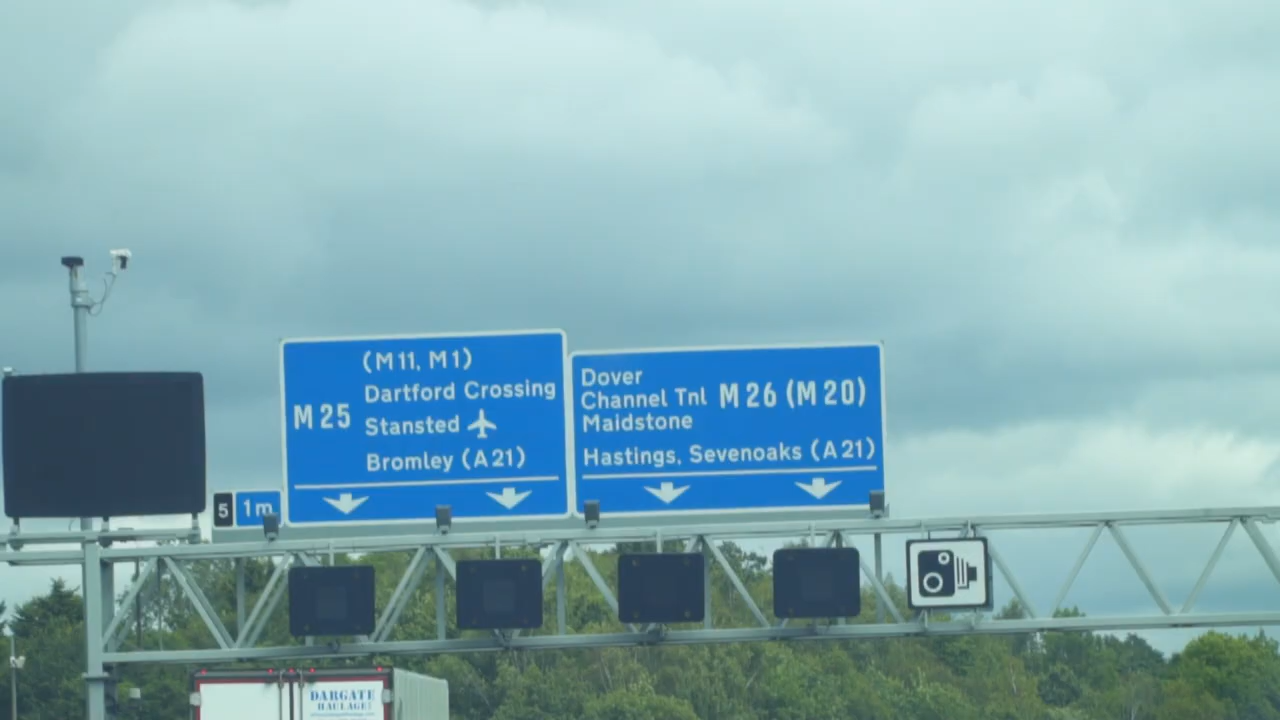 (M11, M1)
Dartford Crossing
M25
Stansted
Bromley (A21)
Dover
Channel Tnl
M26 (M20)
Maidstone
Hastings, Sevenoaks (A21)
5
1m
DARGATE
HAULAGE